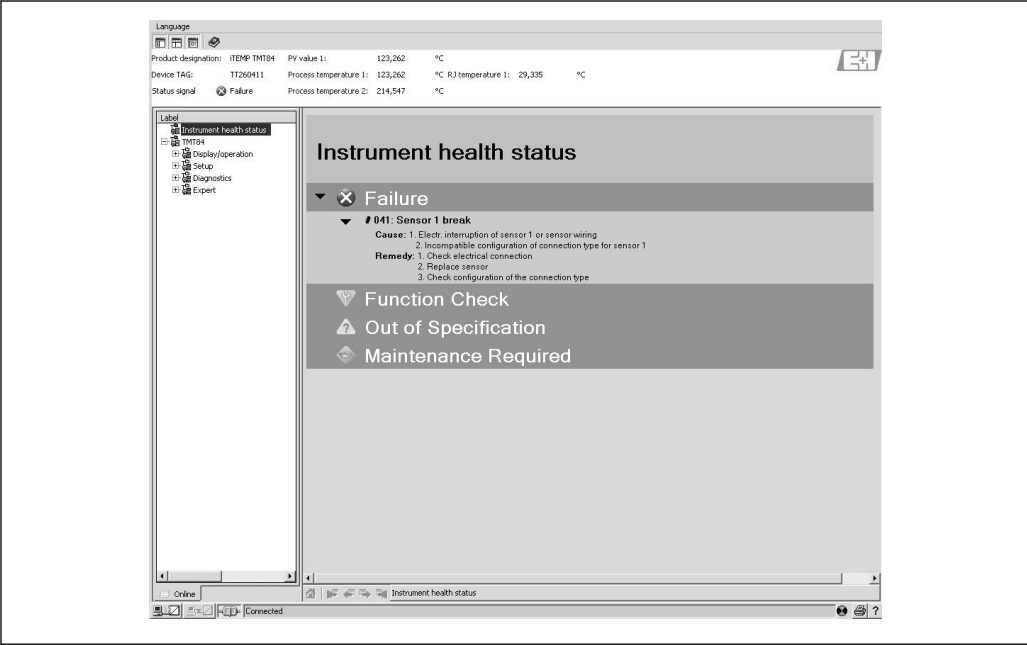 Language
Product designation: iTEMP TMT84 PV value 1: 123,262 °C
Device TAG: TT260411 Process temperature 1: 123,262 °C RJ temperature 1: 29,335 °C
Status signal Failure Process temperature 2: 214,547 °C
E+H
Label
Instrument health status
TMT84
Display/operation
Setup
Diagnostics
Expert
Instrument health status
Failure
# 041: Sensor 1 break
Cause: 1. Electr. interruption of sensor 1 or sensor wiring
2. Incompatible configuration of connection type for sensor 1
Remedy: 1. Check electrical connection
2. Replace sensor
3. Check configuration of the connection type
Function Check
Out of Specification
Maintenance Required
Online
Instrument health status
Connected